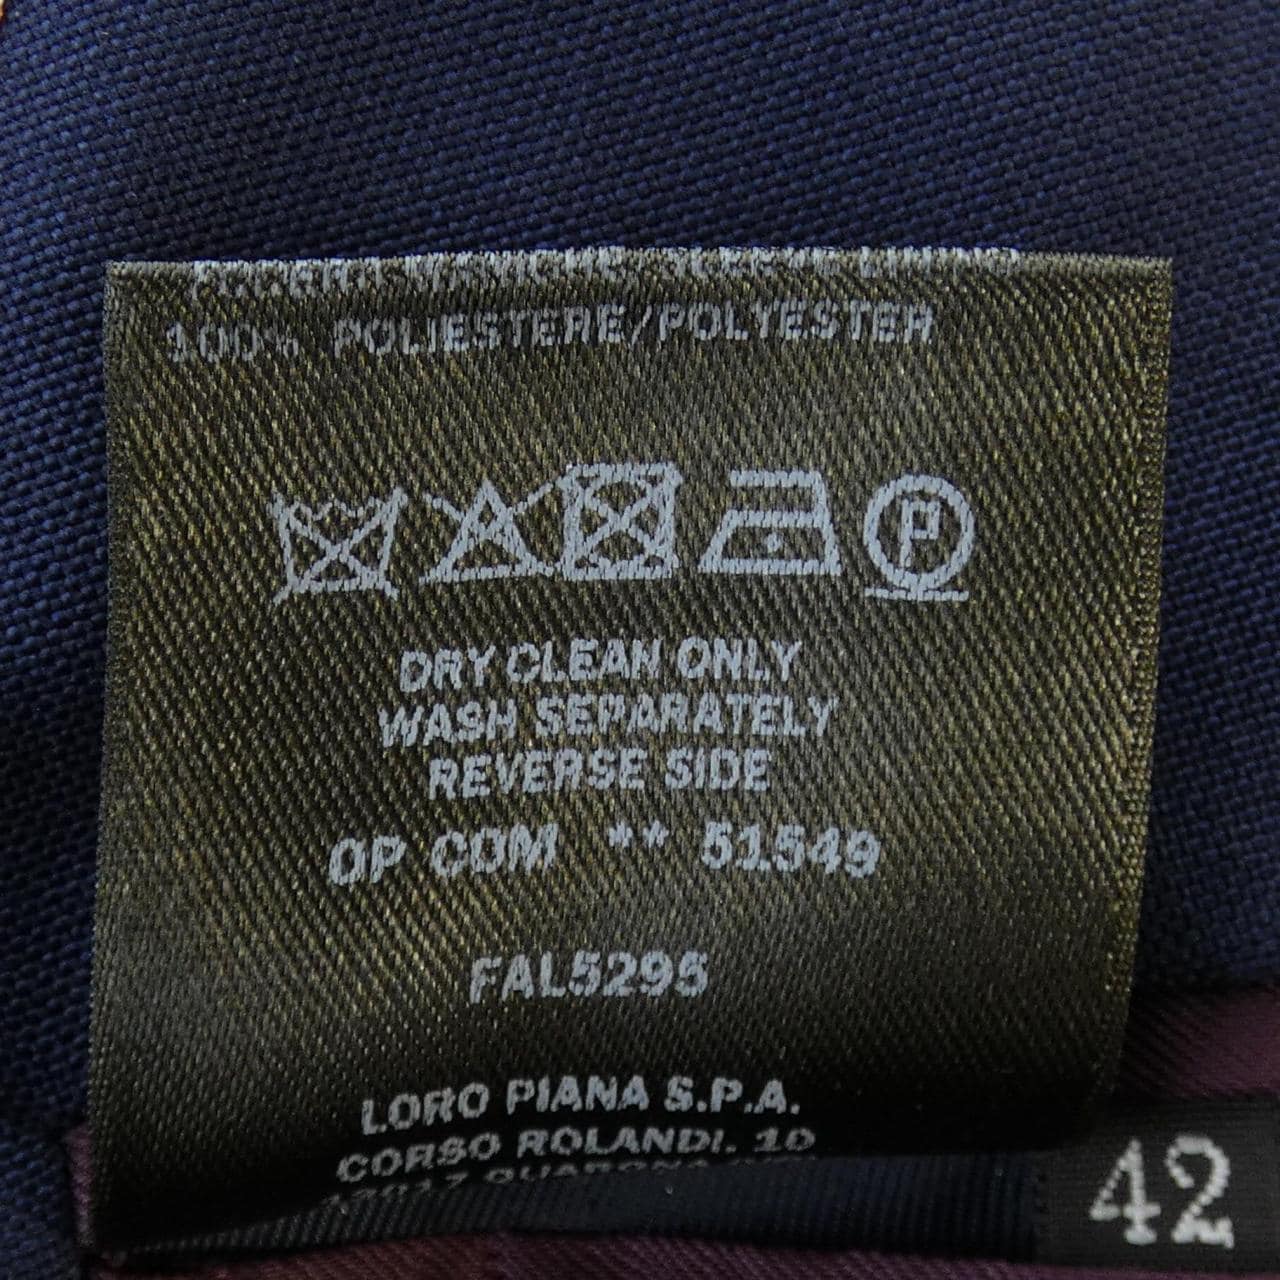 100% POLIESTERE/POLYESTER
P
DRY CLEAN ONLY
WASH SEPARATELY
REVERSE SIDE
OP COM ** 51549
FAL5295
LORO PIANA S.P.A.
CORSO ROLANDI. 10
42